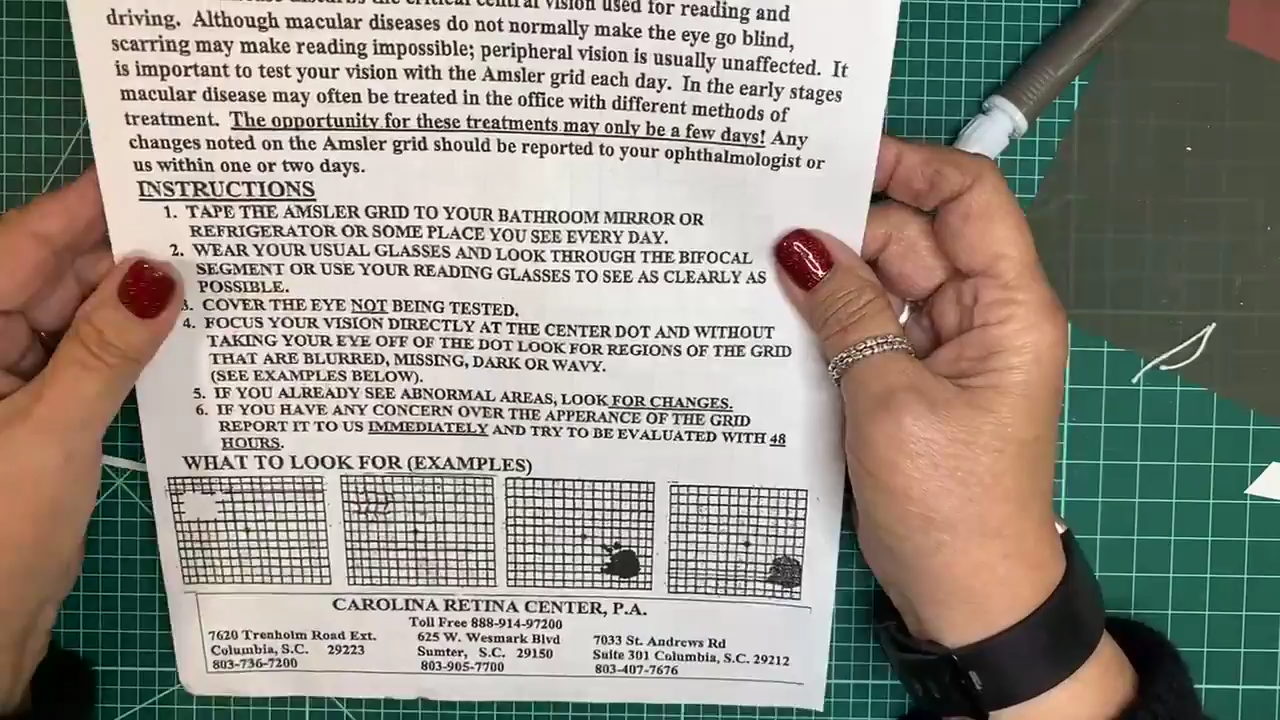 central vision used for reading and
driving. Although macular diseases do not normally make the eye go blind,
scarring may make reading impossible; peripheral vision is usually unaffected. It
is important to test your vision with the Amsler grid each day. In the early stages
macular disease may often be treated in the office with different methods of
treatment. The opportunity for these treatments may only be a few days! Any
changes noted on the Amsler grid should be reported to your ophthalmologist or
us within one or two days.
INSTRUCTIONS
1. TAPE THE AMSLER GRID TO YOUR BATHROOM MIRROR OR
REFRIGERATOR OR SOME PLACE YOU SEE EVERY DAY.
2. WEAR YOUR USUAL GLASSES AND LOOK THROUGH THE BIFOCAL
SEGMENT OR USE YOUR READING GLASSES TO SEE AS CLEARLY AS
POSSIBLE.
3. COVER THE EYE NOT BEING TESTED.
4. FOCUS YOUR VISION DIRECTLY AT THE CENTER DOT AND WITHOUT
TAKING YOUR EYE OFF OF THE DOT LOOK FOR REGIONS OF THE GRID
THAT ARE BLURRED, MISSING, DARK OR WAVY.
(SEE EXAMPLES BELOW).
5. IF YOU ALREADY SEE ABNORMAL AREAS, LOOK FOR CHANGES.
6. IF YOU HAVE ANY CONCERN OVER THE APPERANCE OF THE GRID
REPORT IT TO US IMMEDIATELY AND TRY TO BE EVALUATED WITH 48
HOURS.
WHAT TO LOOK FOR (EXAMPLES)
CAROLINA RETINA CENTER, P.A.
Toll Free 888-914-97200
7620 Trenholm Road Ext. 625 W. Wesmark Blvd 7033 St. Andrews Rd
Columbia, S.C. 29223 Sumter, S.C. 29150 Suite 301 Columbia, S.C. 29212
803-736-7200 803-905-7700 803-407-7676